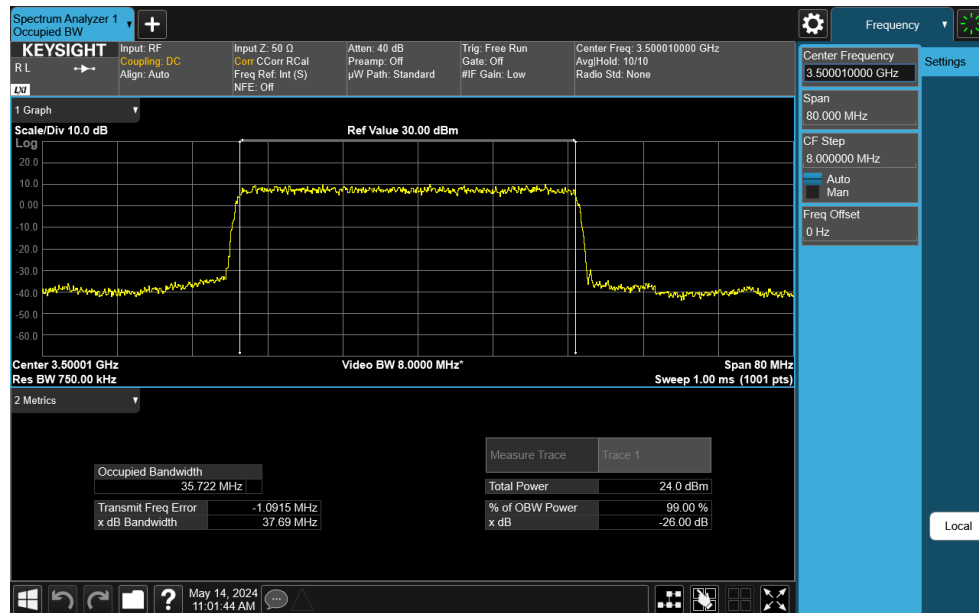 Spectrum Analyzer 1
Occupied BW
+
Frequency
KEYSIGHT
R L
LXI
Input: RF
Coupling: DC
Align: Auto
Input Z: 50 Ω
Corr CCorr RCal
Freq Ref: Int (S)
NFE: Off
Atten: 40 dB
Preamp: Off
µW Path: Standard
Trig: Free Run
Gate: Off
#IF Gain: Low
Center Freq: 3.500010000 GHz
Avg|Hold: 10/10
Radio Std: None
Center Frequency
3.500010000 GHz
Settings
Span
80.000 MHz
CF Step
8.000000 MHz
Auto
Man
Freq Offset
0 Hz
Local
1 Graph
Scale/Div 10.0 dB
Ref Value 30.00 dBm
Log
20.0
10.0
0.00
-10.0
-20.0
-30.0
-40.0
-50.0
-60.0
Center 3.50001 GHz
Video BW 8.0000 MHz*
Span 80 MHz
Res BW 750.00 kHz
Sweep 1.00 ms (1001 pts)
2 Metrics
Measure Trace
Trace 1
Occupied Bandwidth
35.722 MHz
Total Power
24.0 dBm
Transmit Freq Error
-1.0915 MHz
% of OBW Power
99.00 %
x dB Bandwidth
37.69 MHz
x dB
-26.00 dB
?
May 14, 2024
11:01:44 AM